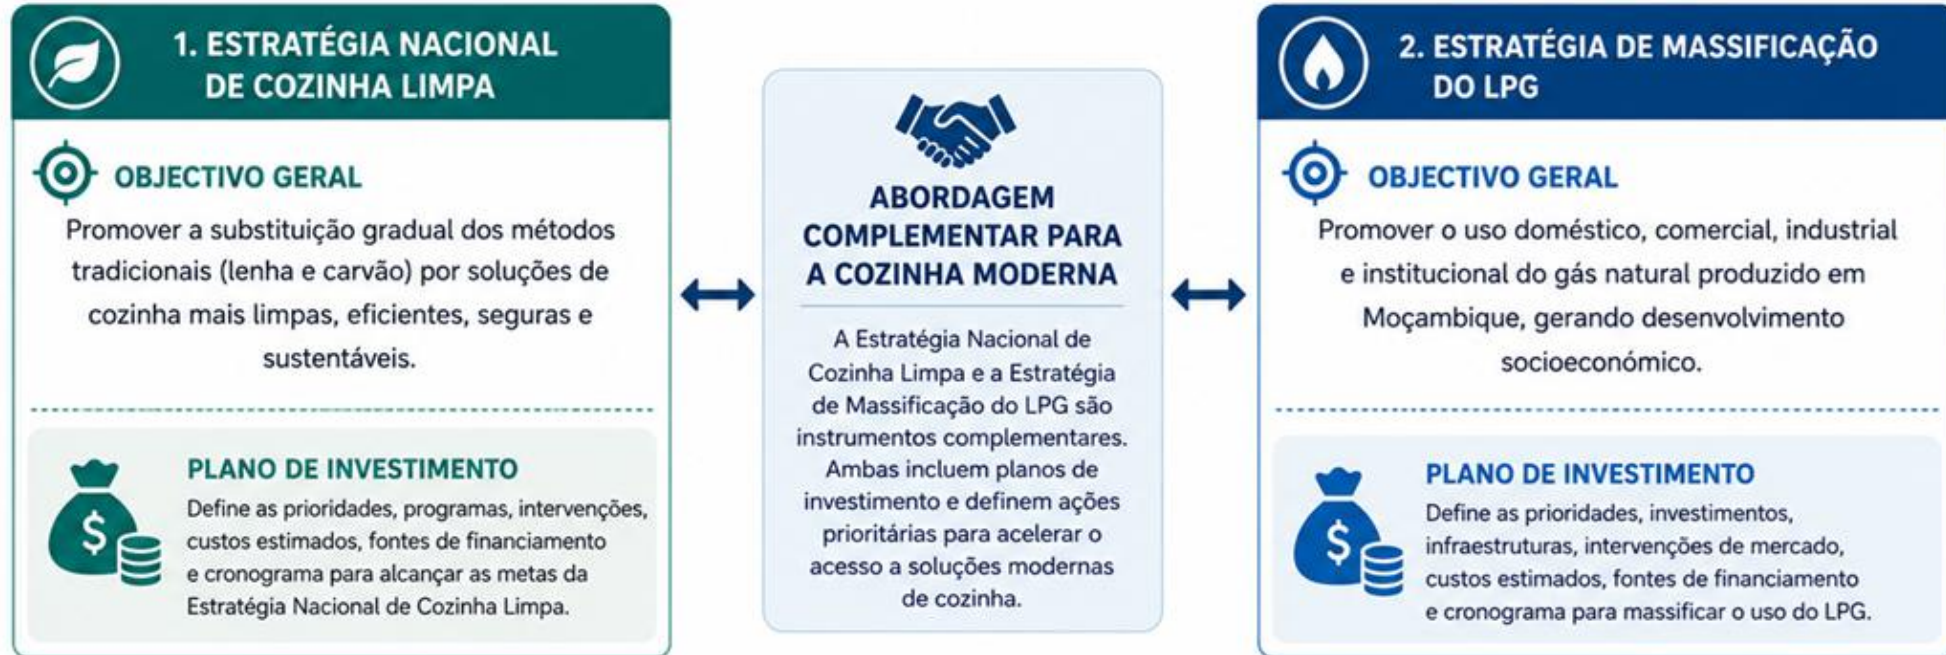 1. ESTRATÉGIA NACIONAL
DE COZINHA LIMPA
OBJECTIVO GERAL
Promover a substituição gradual dos métodos
tradicionais (lenha e carvão) por soluções de
cozinha mais limpas, eficientes, seguras e
sustentáveis.
$
PLANO DE INVESTIMENTO
Define as prioridades, programas, intervenções,
custos estimados, fontes de financiamento
e cronograma para alcançar as metas da
Estratégia Nacional de Cozinha Limpa.
ABORDAGEM
COMPLEMENTAR PARA
A COZINHA MODERNA
A Estratégia Nacional de
Cozinha Limpa e a Estratégia
de Massificação do LPG são
instrumentos complementares.
Ambas incluem planos de
investimento e definem ações
prioritárias para acelerar o
acesso a soluções modernas
de cozinha.
2. ESTRATÉGIA DE MASSIFICAÇÃO
DO LPG
OBJECTIVO GERAL
Promover o uso doméstico, comercial, industrial
e institucional do gás natural produzido em
Moçambique, gerando desenvolvimento
socioeconómico.
$
PLANO DE INVESTIMENTO
Define as prioridades, investimentos,
infraestruturas, intervenções de mercado,
custos estimados, fontes de financiamento
e cronograma para massificar o uso do LPG.